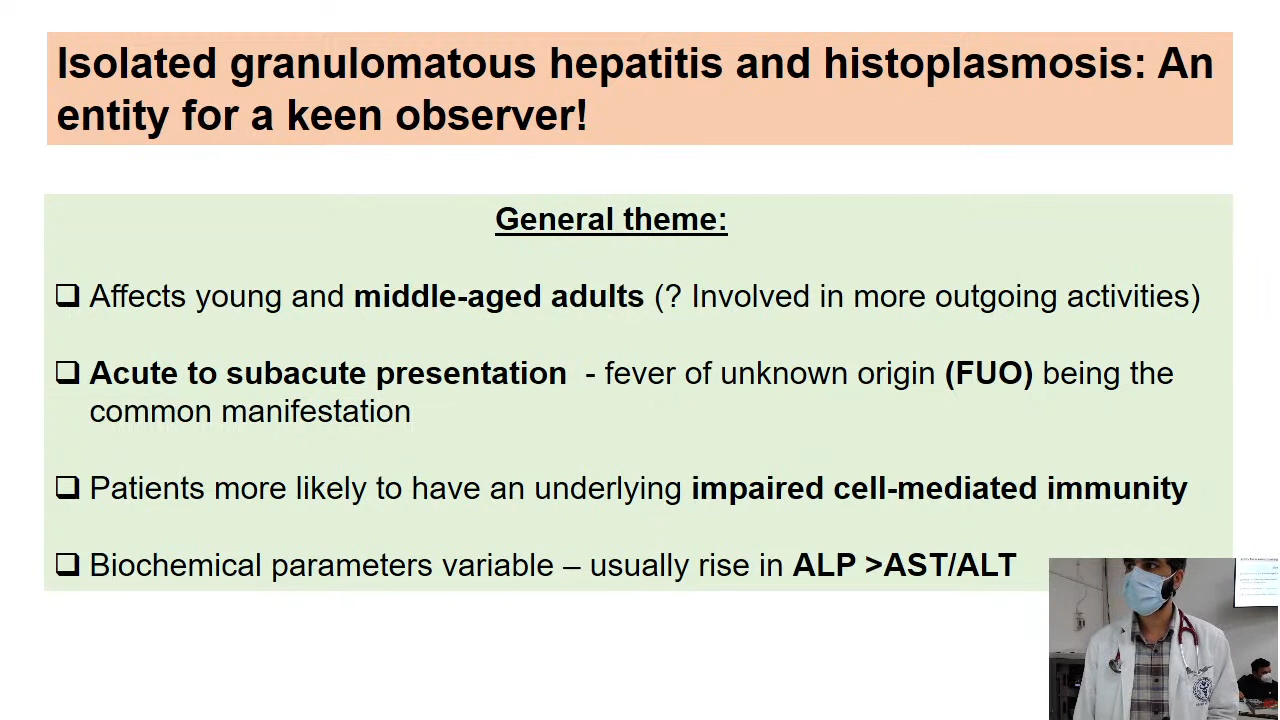 Isolated granulomatous hepatitis and histoplasmosis: An
entity for a keen observer!
General theme:
❑ Affects young and middle-aged adults (? Involved in more outgoing activities)
❑ Acute to subacute presentation - fever of unknown origin (FUO) being the
common manifestation
❑ Patients more likely to have an underlying impaired cell-mediated immunity
❑ Biochemical parameters variable – usually rise in ALP >AST/ALT